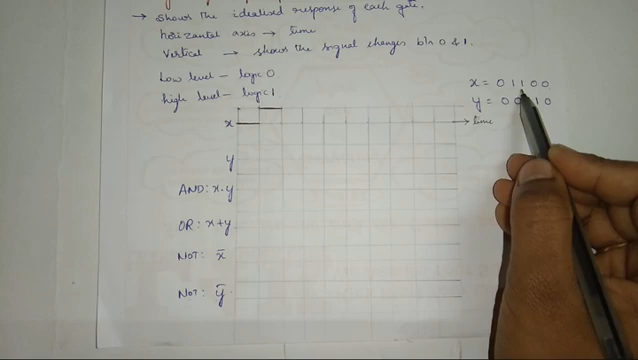 → Shows the idealised response of each gate.
horizontal axis → time
Vertical → shows the signal changes b/n 0 & 1.
Low level - logic 0
high level - logic 1
x = 0 1 1 0 0
y = 0 0 1 0
x
time
y
AND: x.y
OR: x+y
NOT: x̅
NOT: y̅